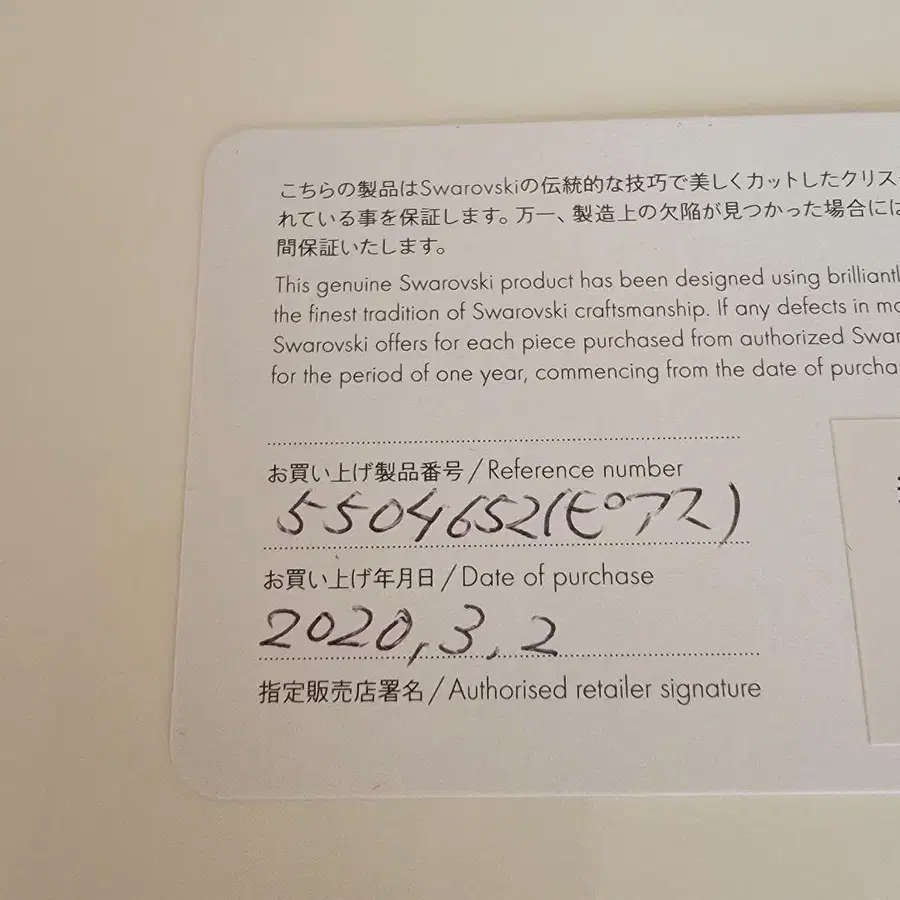 こちらの製品はSwarovskiの伝統的な技巧で美しくカットしたクリス
れている事を保証します。万一、製造上の欠陥が見つかった場合には
間保証いたします。
This genuine Swarovski product has been designed using brilliantl
the finest tradition of Swarovski craftsmanship. If any defects in
Swarovski offers for each piece purchased from authorized Swar
for the period of one year, commencing from the date of purcha
お買い上げ製品番号/Reference number
5504652(ピアス)
お買い上げ年月日/Date of purchase
2020,3,2
指定販売店署名/Authorised retailer signature